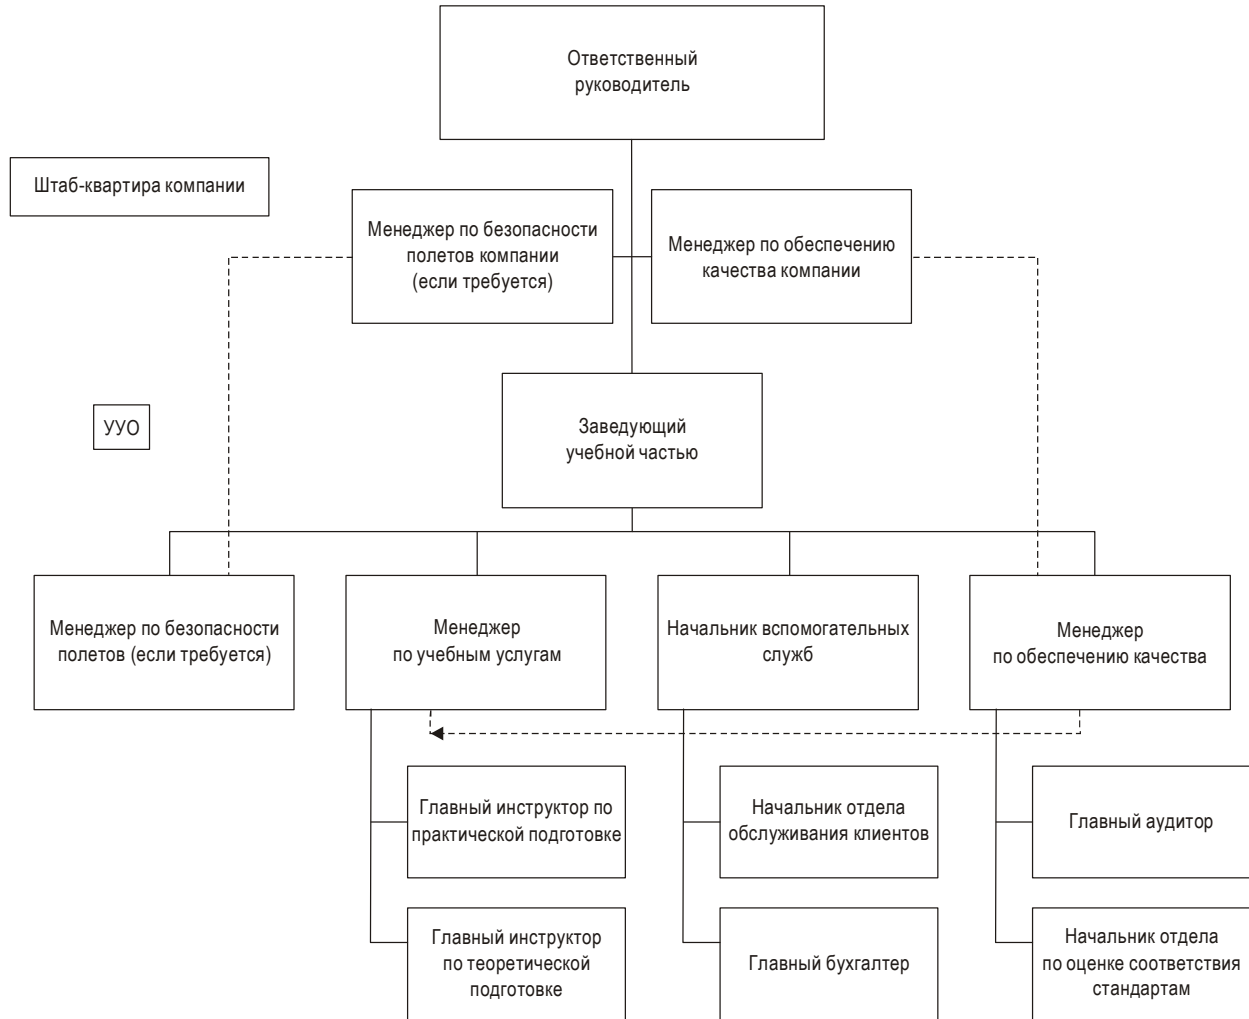 Ответственный
руководитель
Штаб-квартира компании
Менеджер по безопасности
полетов компании
(если требуется)
Менеджер по обеспечению
качества компании
УУО
Заведующий
учебной частью
Менеджер по безопасности
полетов (если требуется)
Менеджер
по учебным услугам
Начальник вспомогательных
служб
Менеджер
по обеспечению качества
Главный инструктор по
практической подготовке
Начальник отдела
обслуживания клиентов
Главный аудитор
Главный инструктор
по теоретической
подготовке
Главный бухгалтер
Начальник отдела
по оценке соответствия
стандартам